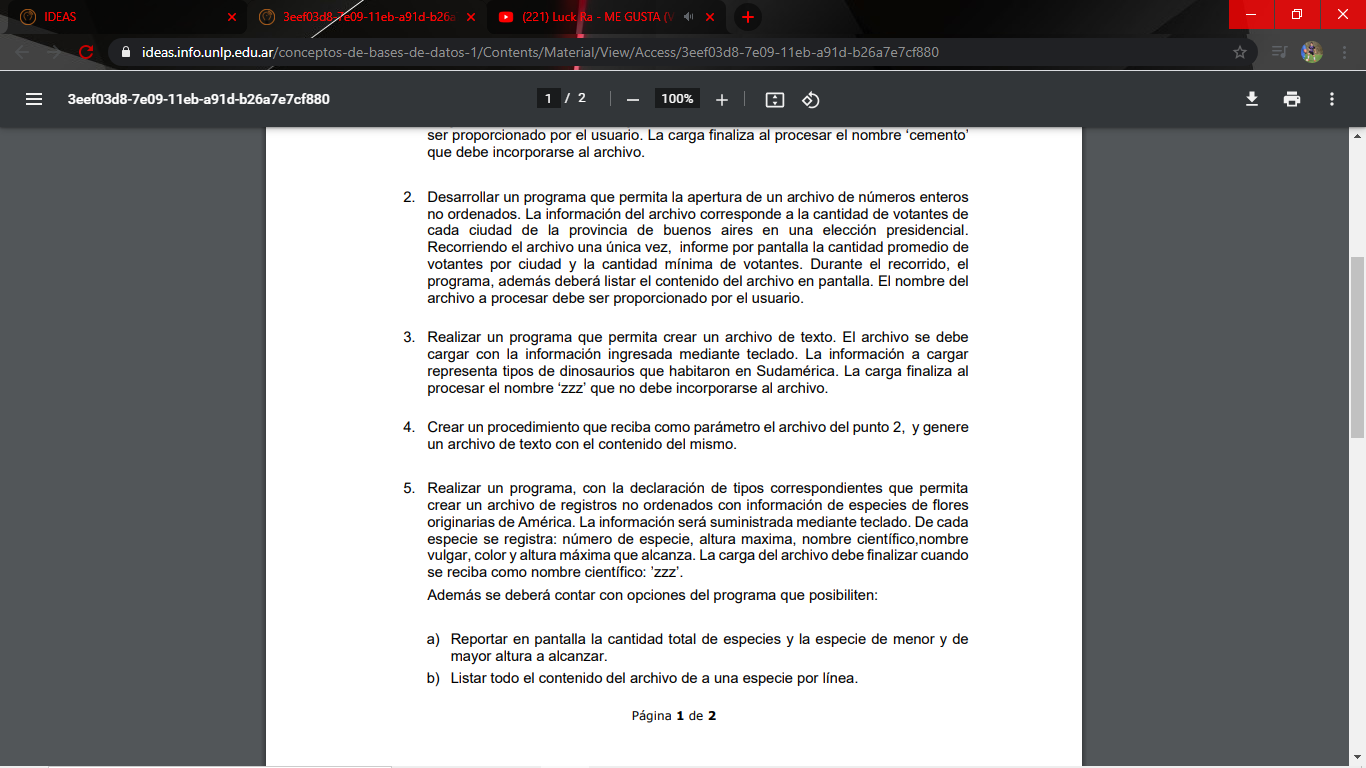 IDEAS
3eef03d8-7e09-11eb-a91d-b26a
(221) Luck Ra - ME GUSTA (V
ideas.info.unlp.edu.ar/conceptos-de-bases-de-datos-1/Contents/Material/View/Access/3eef03d8-7e09-11eb-a91d-b26a7e7cf880
3eef03d8-7e09-11eb-a91d-b26a7e7cf880
1 / 2
100%
ser proporcionado por el usuario. La carga finaliza al procesar el nombre ‘cemento’
que debe incorporarse al archivo.
2. Desarrollar un programa que permita la apertura de un archivo de números enteros
no ordenados. La información del archivo corresponde a la cantidad de votantes de
cada ciudad de la provincia de buenos aires en una elección presidencial.
Recorriendo el archivo una única vez, informe por pantalla la cantidad promedio de
votantes por ciudad y la cantidad mínima de votantes. Durante el recorrido, el
programa, además deberá listar el contenido del archivo en pantalla. El nombre del
archivo a procesar debe ser proporcionado por el usuario.
3. Realizar un programa que permita crear un archivo de texto. El archivo se debe
cargar con la información ingresada mediante teclado. La información a cargar
representa tipos de dinosaurios que habitaron en Sudamérica. La carga finaliza al
procesar el nombre ‘zzz’ que no debe incorporarse al archivo.
4. Crear un procedimiento que reciba como parámetro el archivo del punto 2, y genere
un archivo de texto con el contenido del mismo.
5. Realizar un programa, con la declaración de tipos correspondientes que permita
crear un archivo de registros no ordenados con información de especies de flores
originarias de América. La información será suministrada mediante teclado. De cada
especie se registra: número de especie, altura maxima, nombre científico,nombre
vulgar, color y altura máxima que alcanza. La carga del archivo debe finalizar cuando
se reciba como nombre científico: ’zzz’.
Además se deberá contar con opciones del programa que posibiliten:
a) Reportar en pantalla la cantidad total de especies y la especie de menor y de
mayor altura a alcanzar.
b) Listar todo el contenido del archivo de a una especie por línea.
Página 1 de 2